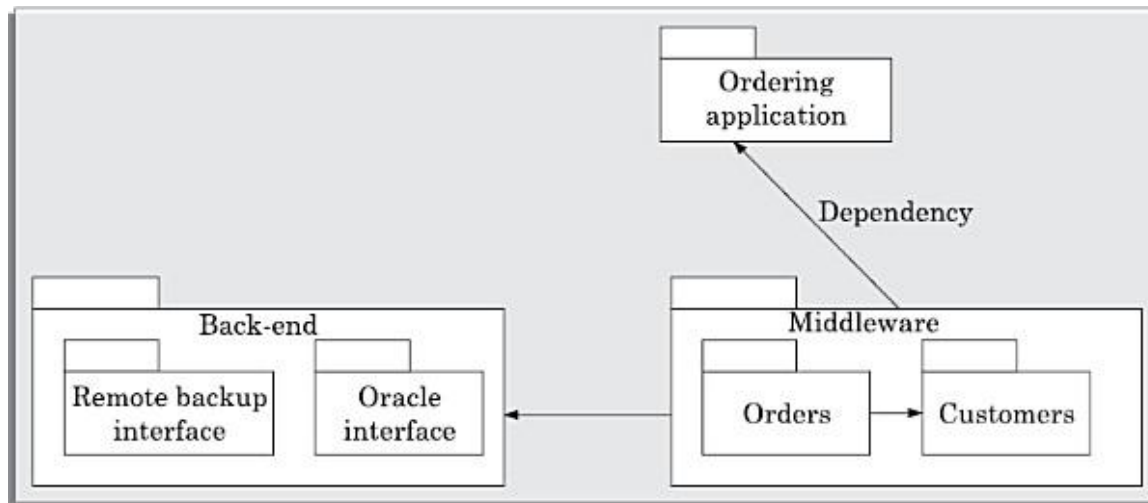 Ordering
application
Dependency
Back-end
Remote backup
interface
Oracle
interface
Middleware
Orders
Customers